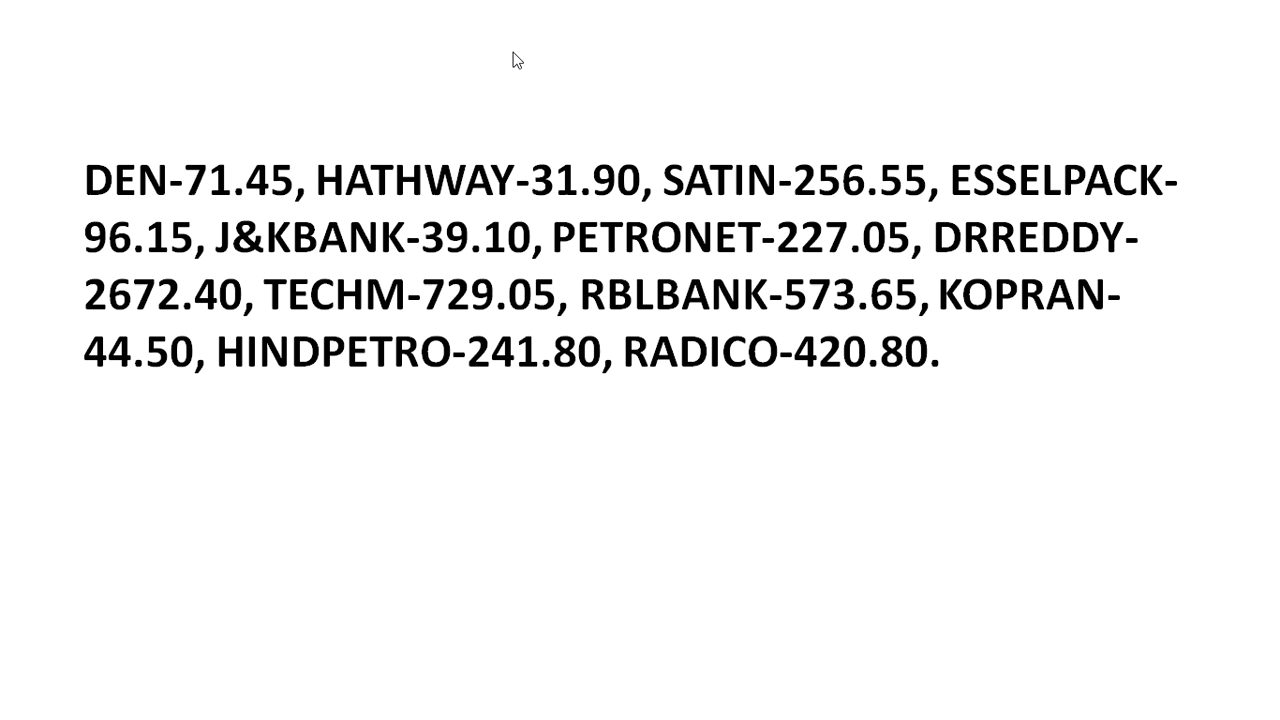 DEN-71.45, HATHWAY-31.90, SATIN-256.55, ESSELPACK-
96.15, J&KBANK-39.10, PETRONET-227.05, DRREDDY-
2672.40, TECHM-729.05, RBLBANK-573.65, KOPRAN-
44.50, HINDPETRO-241.80, RADICO-420.80.